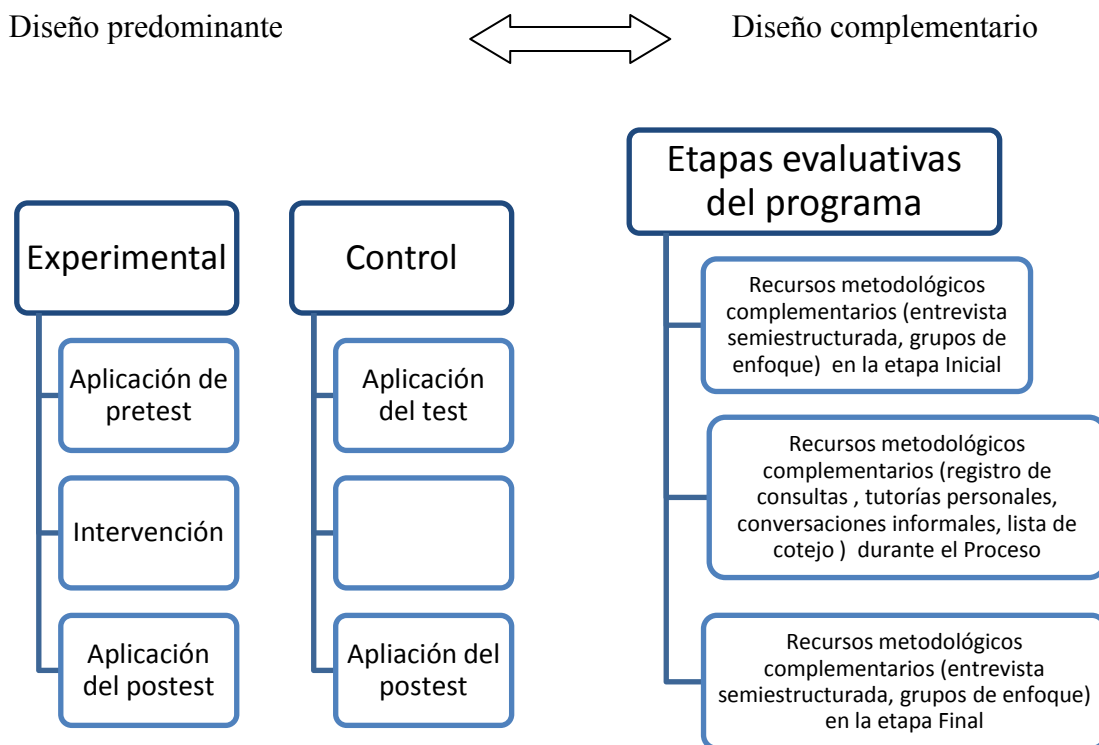 Diseño predominante
Diseño complementario
Experimental
Aplicación de
pretest
Intervención
Aplicación
del postest
Control
Aplicación
del test
Apliación del
postest
Etapas evaluativas
del programa
Recursos metodológicos
complementarios (entrevista
semiestructurada, grupos de
enfoque)  en la etapa Inicial
Recursos metodológicos
complementarios (registro de
consultas , tutorías personales,
conversaciones informales, lista de
cotejo )  durante el Proceso
Recursos metodológicos
complementarios (entrevista
semiestructurada, grupos de enfoque)
en la etapa Final